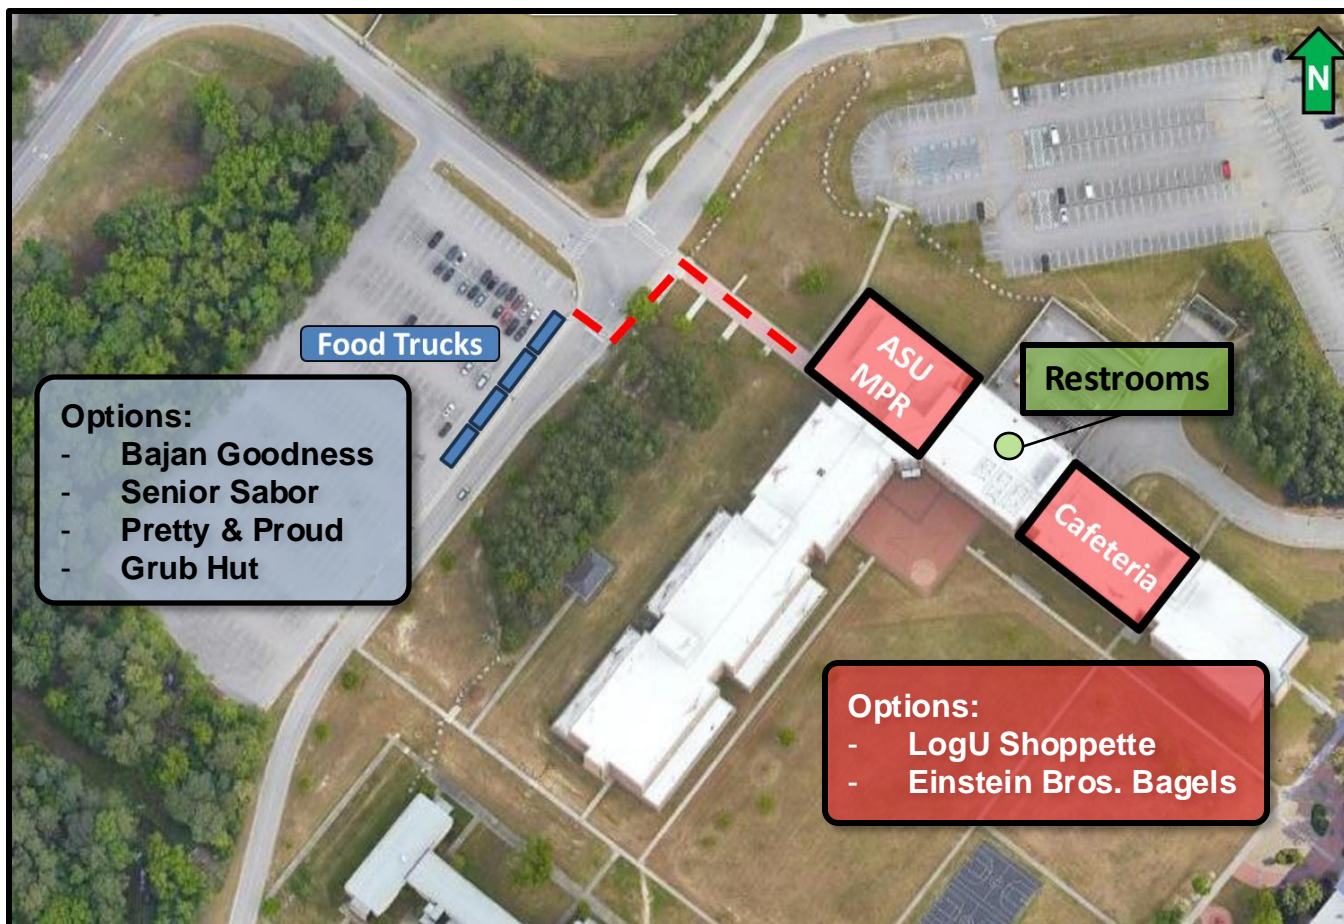 N
Food Trucks
Options:
- Bajan Goodness
- Senior Sabor
- Pretty & Proud
- Grub Hut
ASU
MPR
Restrooms
Cafeteria
Options:
- LogU Shoppette
- Einstein Bros. Bagels